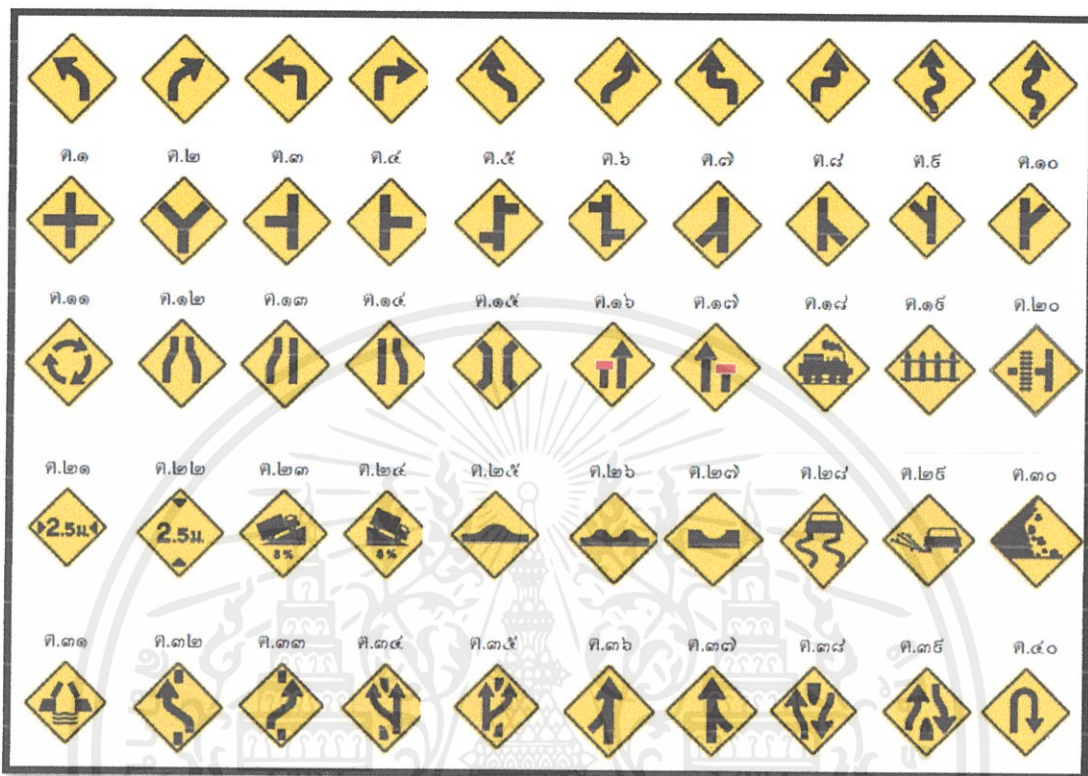 ต.๑ ต.๒ ต.๓ ต.๔ ต.๕ ต.๖ ต.๗ ต.๘ ต.๙ ต.๑๐
ต.๑๑ ต.๑๒ ต.๑๓ ต.๑๔ ต.๑๕ ต.๑๖ ต.๑๗ ต.๑๘ ต.๑๙ ต.๒๐
ต.๒๑ ต.๒๒ ต.๒๓ ต.๒๔ ต.๒๕ ต.๒๖ ต.๒๗ ต.๒๘ ต.๒๙ ต.๓๐
2.5ม. 2.5ม. 8% 8%
ต.๓๑ ต.๓๒ ต.๓๓ ต.๓๔ ต.๓๕ ต.๓๖ ต.๓๗ ต.๓๘ ต.๓๙ ต.๔๐